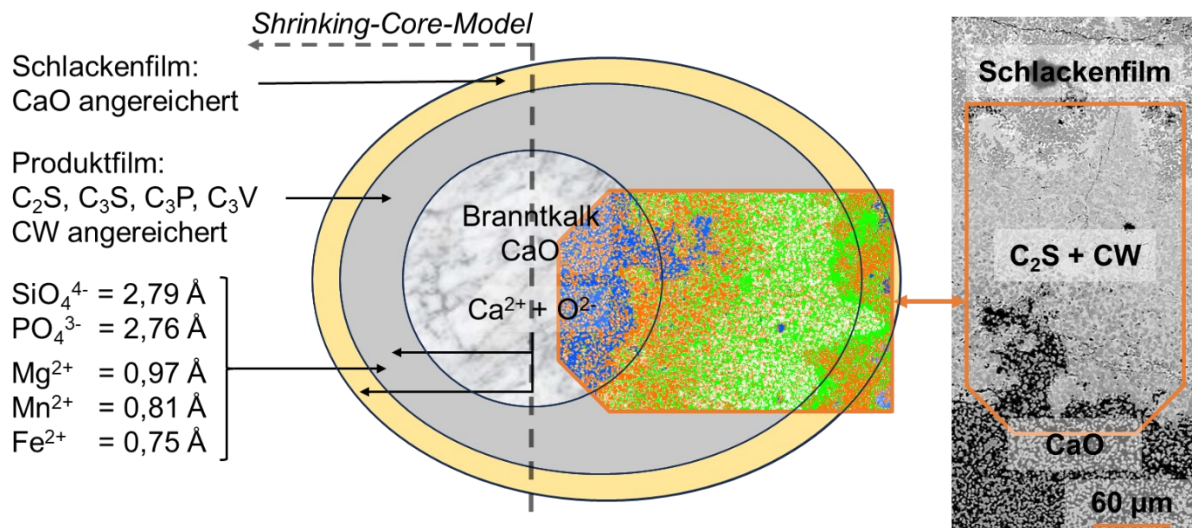 Shrinking-Core-Model
Schlackenfilm:
CaO angereichert
Produktfilm:
C₂S, C₃S, C₃P, C₃V
CW angereichert
SiO₄⁴⁻ = 2,79 Å
PO₄³⁻ = 2,76 Å
Mg²⁺ = 0,97 Å
Mn²⁺ = 0,81 Å
Fe²⁺ = 0,75 Å
Branntkalk
CaO
Ca²⁺ + O²⁻
Schlackenfilm
C₂S + CW
CaO
60 µm